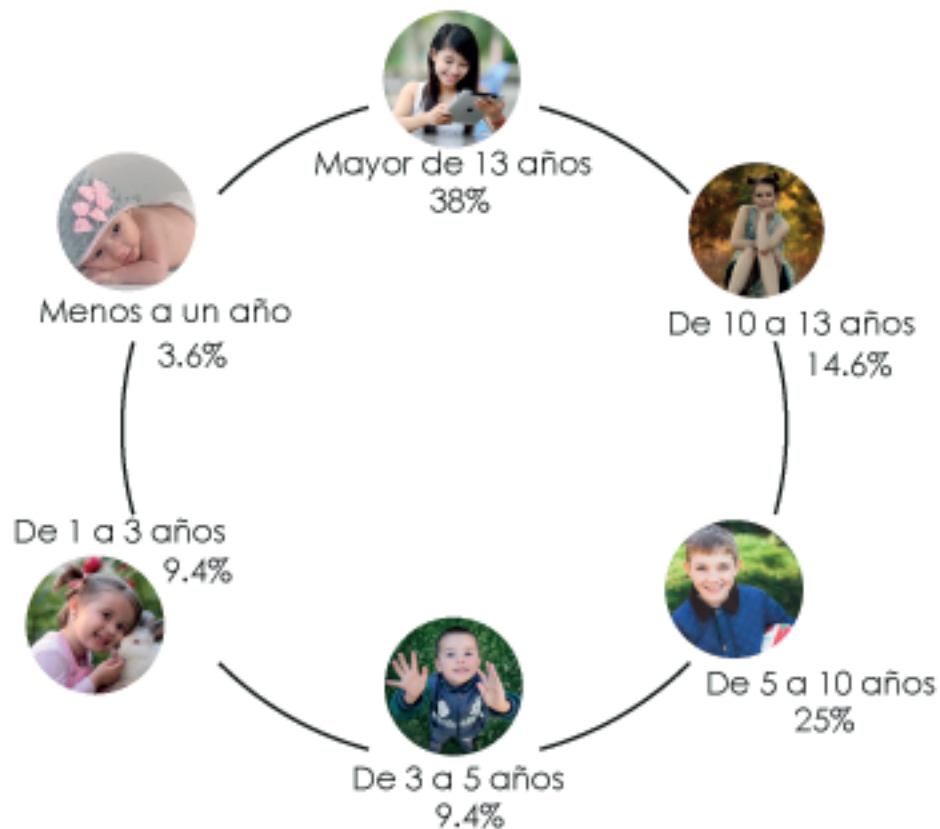 Mayor de 13 años
38%
Menos a un año
3.6%
De 10 a 13 años
14.6%
De 1 a 3 años
9.4%
De 5 a 10 años
25%
De 3 a 5 años
9.4%